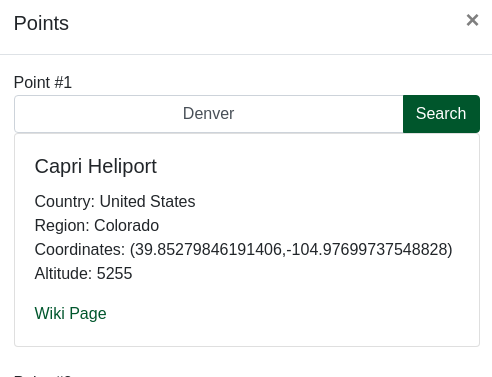 Points
×
Point #1
Denver
Search
Capri Heliport
Country: United States
Region: Colorado
Coordinates: (39.85279846191406,-104.97699737548828)
Altitude: 5255
Wiki Page